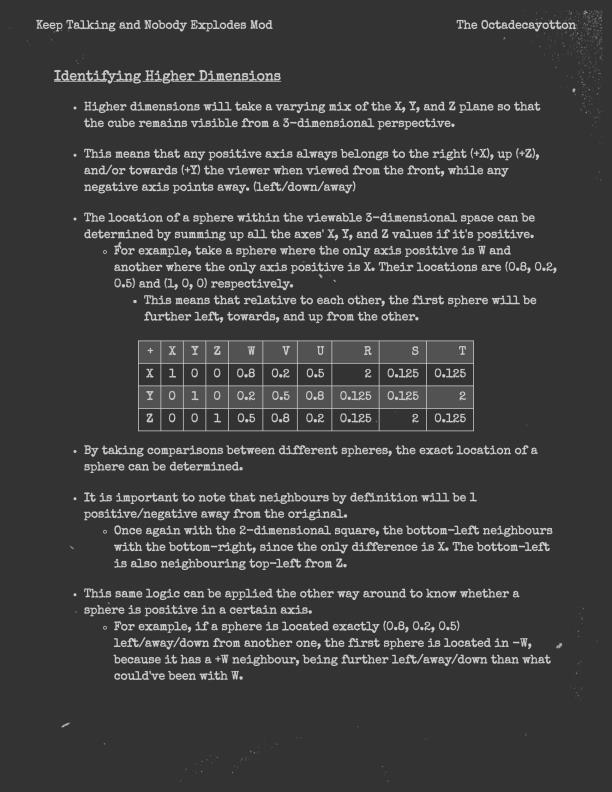 Keep Talking and Nobody Explodes Mod The Octadecayotton
Identifying Higher Dimensions
• Higher dimensions will take a varying mix of the X, Y, and Z plane so that
the cube remains visible from a 3-dimensional perspective.
• This means that any positive axis always belongs to the right (+X), up (+Z),
and/or towards (+Y) the viewer when viewed from the front, while any
negative axis points away. (left/down/away)
• The location of a sphere within the viewable 3-dimensional space can be
determined by summing up all the axes' X, Y, and Z values if it's positive.
◦ For example, take a sphere where the only axis positive is W and
another where the only axis positive is X. Their locations are (0.8, 0.2,
0.5) and (1, 0, 0) respectively.
▪ This means that relative to each other, the first sphere will be
further left, towards, and up from the other.
+ X Y Z W V U R S T
X 1 0 0 0.8 0.2 0.5 2 0.125 0.125
Y 0 1 0 0.2 0.5 0.8 0.125 0.125 2
Z 0 0 1 0.5 0.8 0.2 0.125 2 0.125
• By taking comparisons between different spheres, the exact location of a
sphere can be determined.
• It is important to note that neighbours by definition will be 1
positive/negative away from the original.
◦ Once again with the 2-dimensional square, the bottom-left neighbours
with the bottom-right, since the only difference is X. The bottom-left
is also neighbouring top-left from Z.
• This same logic can be applied the other way around to know whether a
sphere is positive in a certain axis.
◦ For example, if a sphere is located exactly (0.8, 0.2, 0.5)
left/away/down from another one, the first sphere is located in -W,
because it has a +W neighbour, being further left/away/down than what
could've been with W.